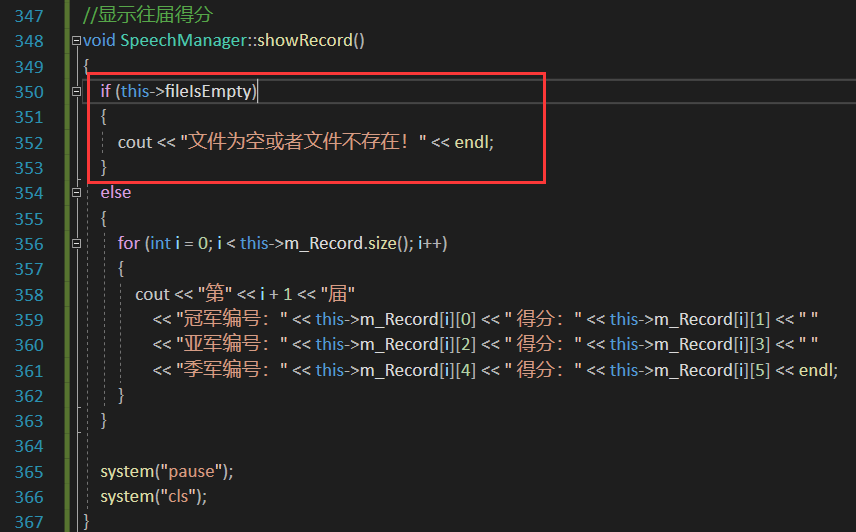 347 //显示往届得分
348 void SpeechManager::showRecord()
349 {
350 if (this->fileIsEmpty)
351 {
352 cout << "文件为空或者文件不存在！" << endl;
353 }
354 else
355 {
356 for (int i = 0; i < this->m_Record.size(); i++)
357 {
358 cout << "第" << i + 1 << "届"
359 << "冠军编号：" << this->m_Record[i][0] << " 得分：" << this->m_Record[i][1] << " "
360 << "亚军编号：" << this->m_Record[i][2] << " 得分：" << this->m_Record[i][3] << " "
361 << "季军编号：" << this->m_Record[i][4] << " 得分：" << this->m_Record[i][5] << endl;
362 }
363 }
364
365 system("pause");
366 system("cls");
367 }